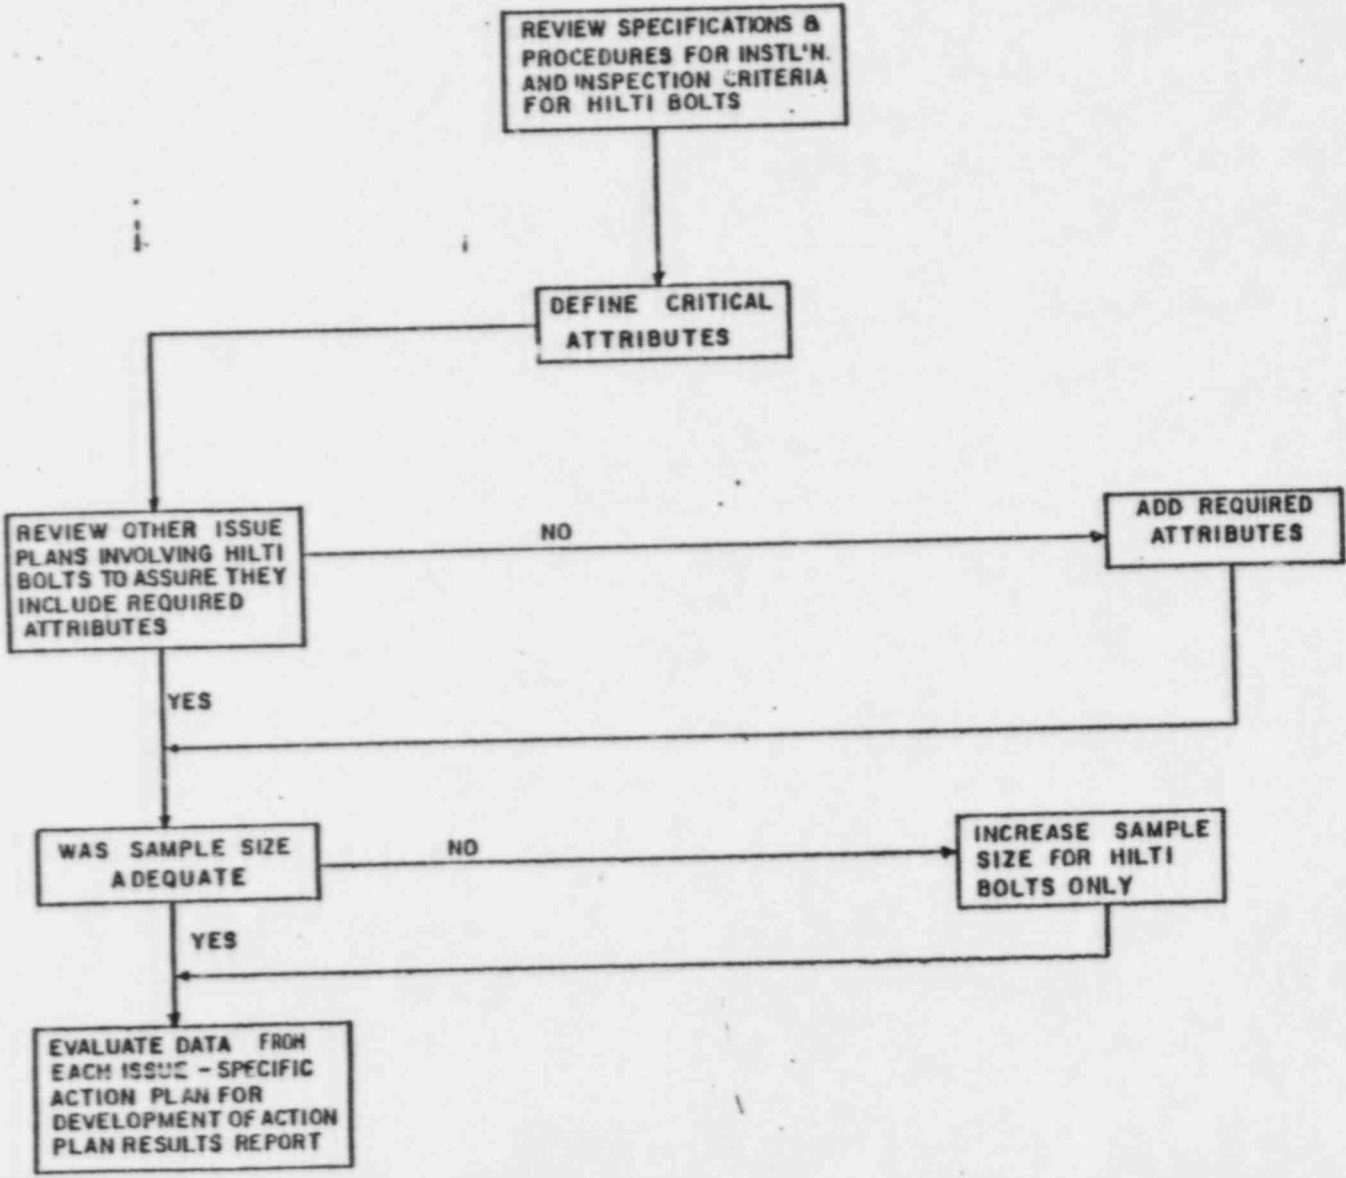 REVIEW SPECIFICATIONS &
PROCEDURES FOR INSTL'N.
AND INSPECTION CRITERIA
FOR HILTI BOLTS
DEFINE CRITICAL
ATTRIBUTES
REVIEW OTHER ISSUE
PLANS INVOLVING HILTI
BOLTS TO ASSURE THEY
INCLUDE REQUIRED
ATTRIBUTES
NO
ADD REQUIRED
ATTRIBUTES
YES
WAS SAMPLE SIZE
ADEQUATE
NO
INCREASE SAMPLE
SIZE FOR HILTI
BOLTS ONLY
YES
EVALUATE DATA FROM
EACH ISSUE - SPECIFIC
ACTION PLAN FOR
DEVELOPMENT OF ACTION
PLAN RESULTS REPORT